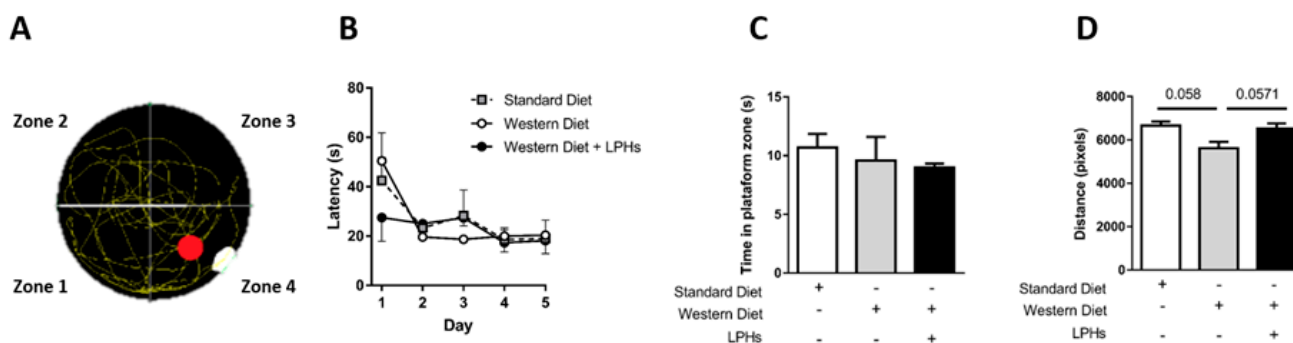 A
Zone 2
Zone 3
Zone 1
Zone 4
B
80
60
40
20
0
Latency (s)
Standard Diet
Western Diet
Western Diet + LPHs
1 2 3 4 5
Day
C
15
10
5
0
Time in plataform zone (s)
Standard Diet + - -
Western Diet - + +
LPHs - - +
D
0.058 0.0571
8000
6000
4000
2000
0
Distance (pixels)
Standard Diet + - -
Western Diet - + +
LPHs - - +